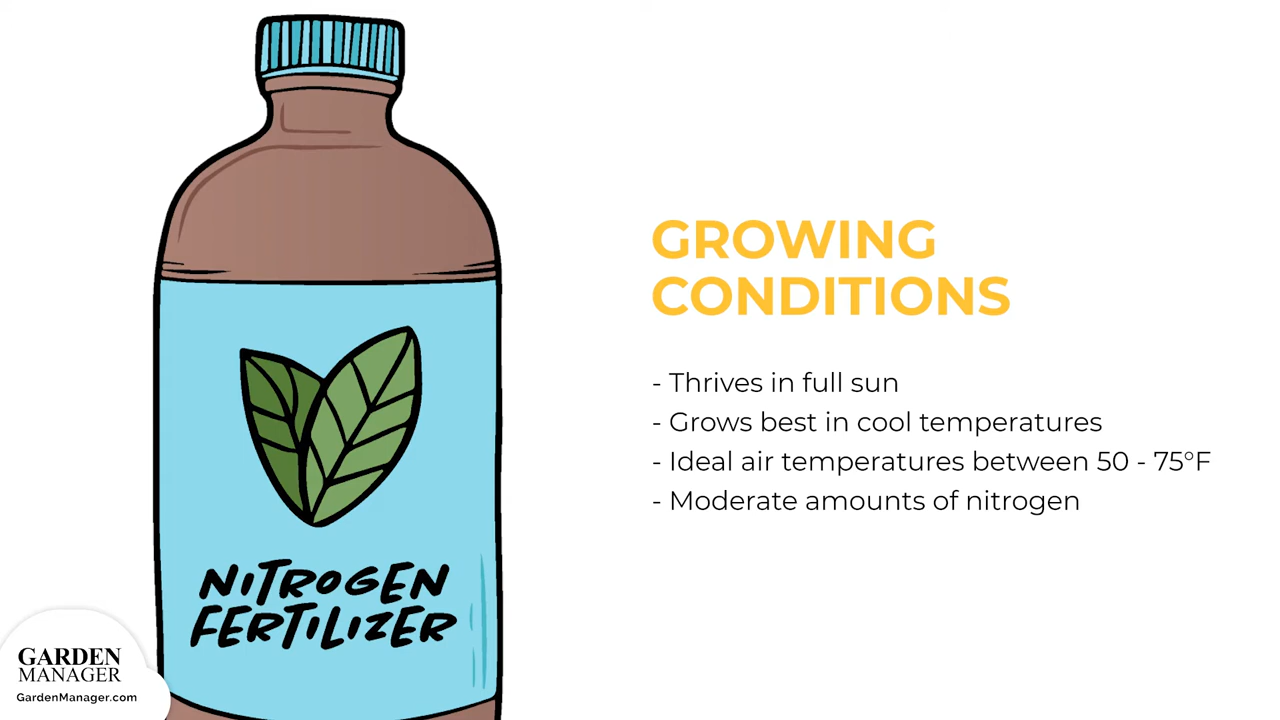 NITROGEN
FERTILIZER
GARDEN
MANAGER
GardenManager.com
GROWING
CONDITIONS
- Thrives in full sun
- Grows best in cool temperatures
- Ideal air temperatures between 50 - 75°F
- Moderate amounts of nitrogen